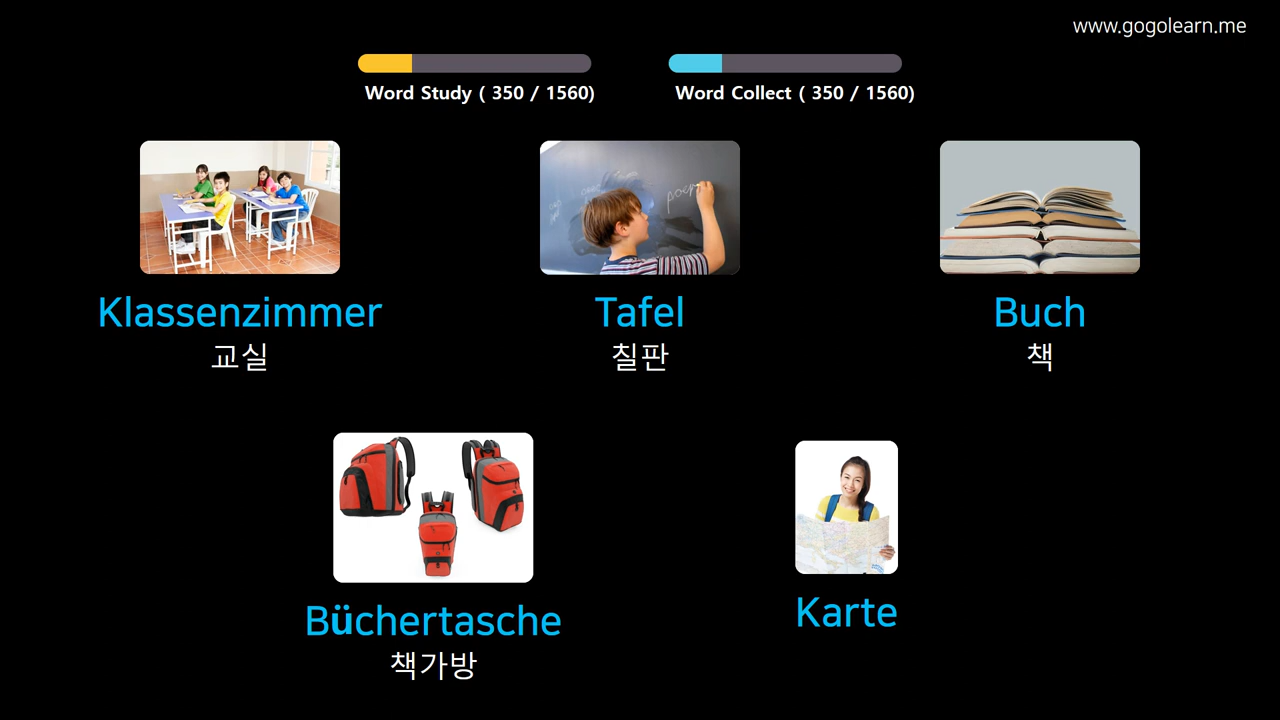 www.gogolearn.me
Word Study ( 350 / 1560)
Word Collect ( 350 / 1560)
Klassenzimmer
교실
Tafel
칠판
Buch
책
Büchertasche
책가방
Karte